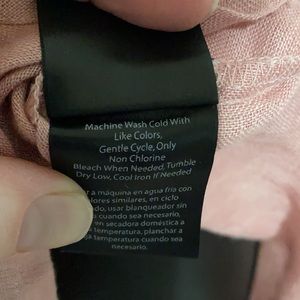 Machine Wash Cold With
Like Colors,
Gentle Cycle, Only
Non Chlorine
Bleach When Needed, Tumble
Dry Low, Cool Iron If Needed
a máquina en agua fría con
colores similares, en ciclo
usar blanqueador sin
cuando sea necesario,
en secadora doméstica a
temperatura, planchar a
temperatura cuando sea
necesario.